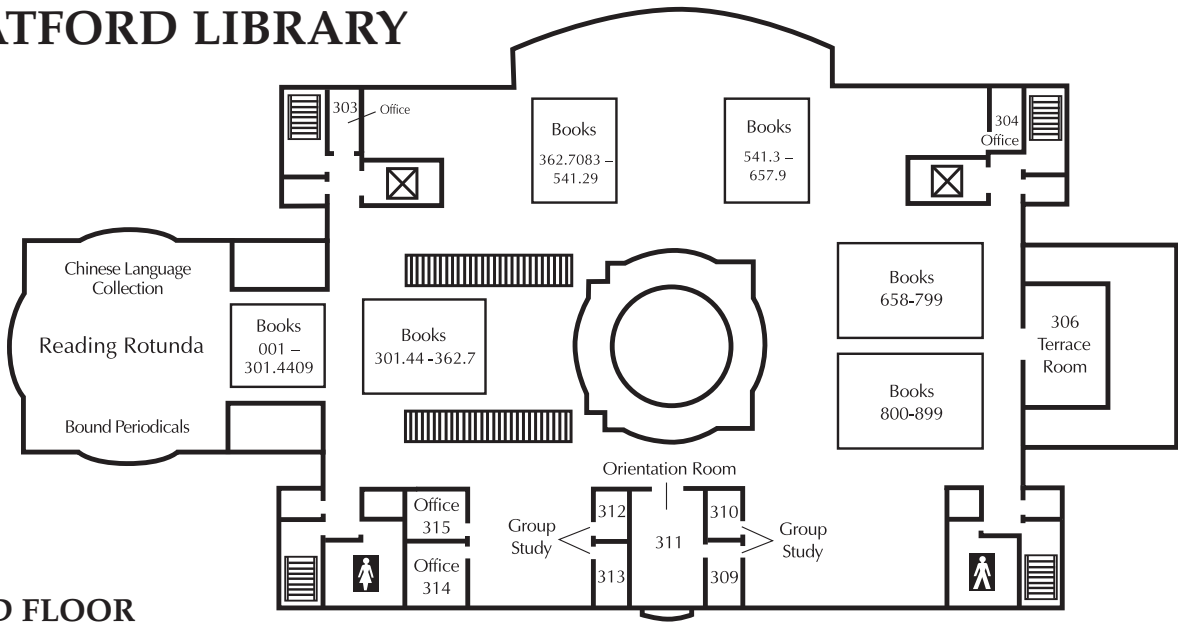 ATFORD LIBRARY
303
Office
Books
362.7083 –
541.29
Books
541.3 –
657.9
304
Office
Chinese Language
Collection
Reading Rotunda
Bound Periodicals
Books
001 –
301.4409
Books
301.44 -362.7
Books
658-799
Books
800-899
306
Terrace
Room
Orientation Room
Office
315
Office
314
Group
Study
312
313
311
310
309
Group
Study
D FLOOR